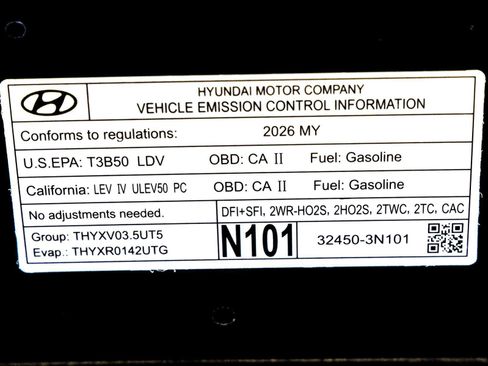 HYUNDAI MOTOR COMPANY
VEHICLE EMISSION CONTROL INFORMATION
Conforms to regulations: 2026 MY
U.S.EPA: T3B50 LDV OBD: CA II Fuel: Gasoline
California: LEV IV ULEV50 PC OBD: CA II Fuel: Gasoline
No adjustments needed. DFI+SFI, 2WR-HO2S, 2HO2S, 2TWC, 2TC, CAC
Group: THYXV03.5UT5
Evap.: THYXR0142UTG
N101
32450-3N101